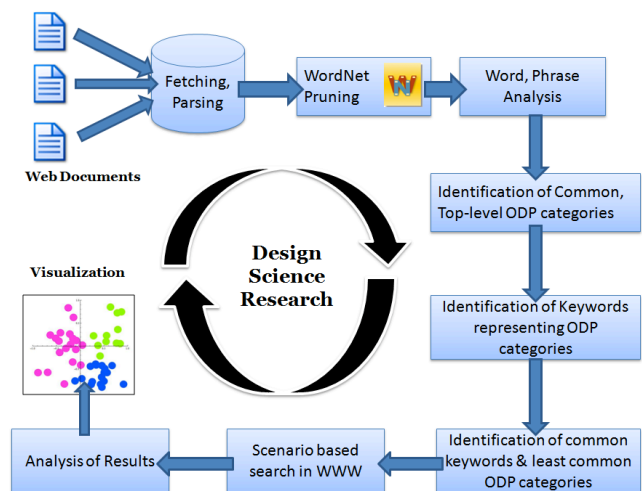 Web Documents
Fetching,
Parsing
WordNet
Pruning
W
Word, Phrase
Analysis
Identification of Common,
Top-level ODP categories
Identification of Keywords
representing ODP
categories
Identification of common
keywords & least common
ODP categories
Scenario based
search in WWW
Analysis of Results
Visualization
Design
Science
Research